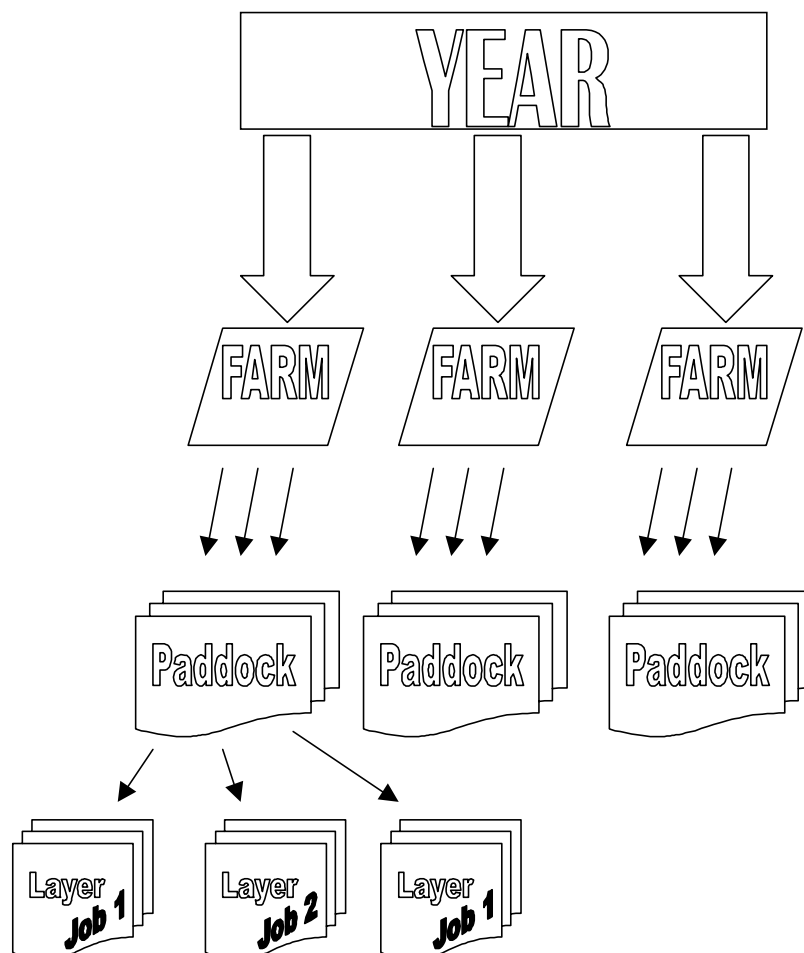 YEAR
FARM FARM FARM
Paddock Paddock Paddock
Layer Layer Layer
Job 1 Job 2 Job 1